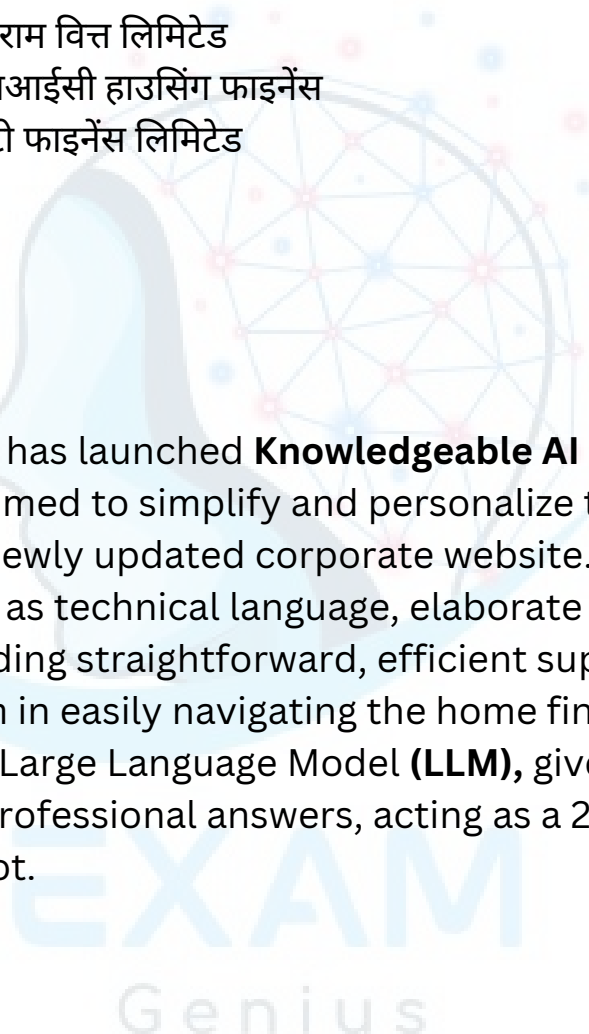 राम वित्त लिमिटेड
आईसी हाउसिंग फाइनेंस
फाइनेंस लिमिटेड
has launched Knowledgeable AI
med to simplify and personalize t
ewly updated corporate website.
as technical language, elaborate
ding straightforward, efficient sup
n in easily navigating the home fin
Large Language Model (LLM), give
rofessional answers, acting as a 2
ot.
EXAM
Genius